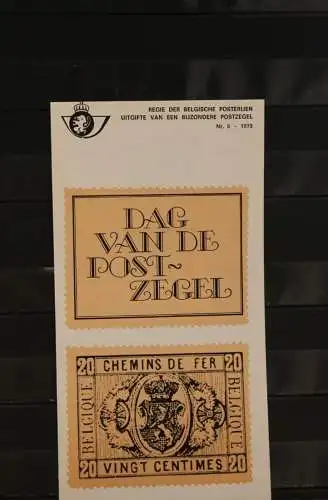 REGIE DER BELGISCHE POSTERIJEN
UITGIFTE VAN EEN BIJZONDERE POSTZEGEL
Nr. 6 - 1979
DAG
VAN DE
POST~
ZEGEL
20 CHEMINS DE FER 20
BELGIQUE
BELGIQUE
20 VINGT CENTIMES 20